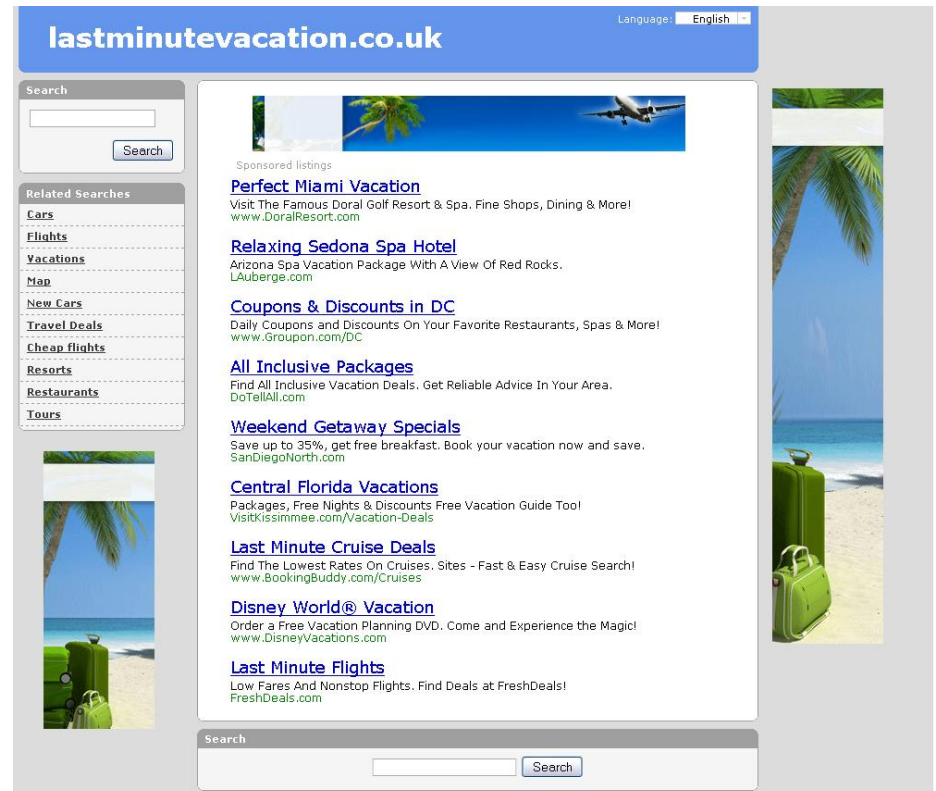 lastminutevacation.co.uk
Language: English
Search
Search
Related Searches
Cars
Flights
Vacations
Map
New Cars
Travel Deals
Cheap flights
Resorts
Restaurants
Tours
Sponsored listings
Perfect Miami Vacation
Visit The Famous Doral Golf Resort & Spa. Fine Shops, Dining & More!
www.DoralResort.com
Relaxing Sedona Spa Hotel
Arizona Spa Vacation Package With A View Of Red Rocks.
LAuberge.com
Coupons & Discounts in DC
Daily Coupons and Discounts On Your Favorite Restaurants, Spas & More!
www.Groupon.com/DC
All Inclusive Packages
Find All Inclusive Vacation Deals. Get Reliable Advice In Your Area.
DoTellAll.com
Weekend Getaway Specials
Save up to 35%, get free breakfast. Book your vacation now and save.
SanDiegoNorth.com
Central Florida Vacations
Packages, Free Nights & Discounts Free Vacation Guide Too!
VisitKissimmee.com/Vacation-Deals
Last Minute Cruise Deals
Find The Lowest Rates On Cruises. Sites - Fast & Easy Cruise Search!
www.BookingBuddy.com/Cruises
Disney World® Vacation
Order a Free Vacation Planning DVD. Come and Experience the Magic!
www.DisneyVacations.com
Last Minute Flights
Low Fares And Nonstop Flights. Find Deals at FreshDeals!
FreshDeals.com
Search
Search